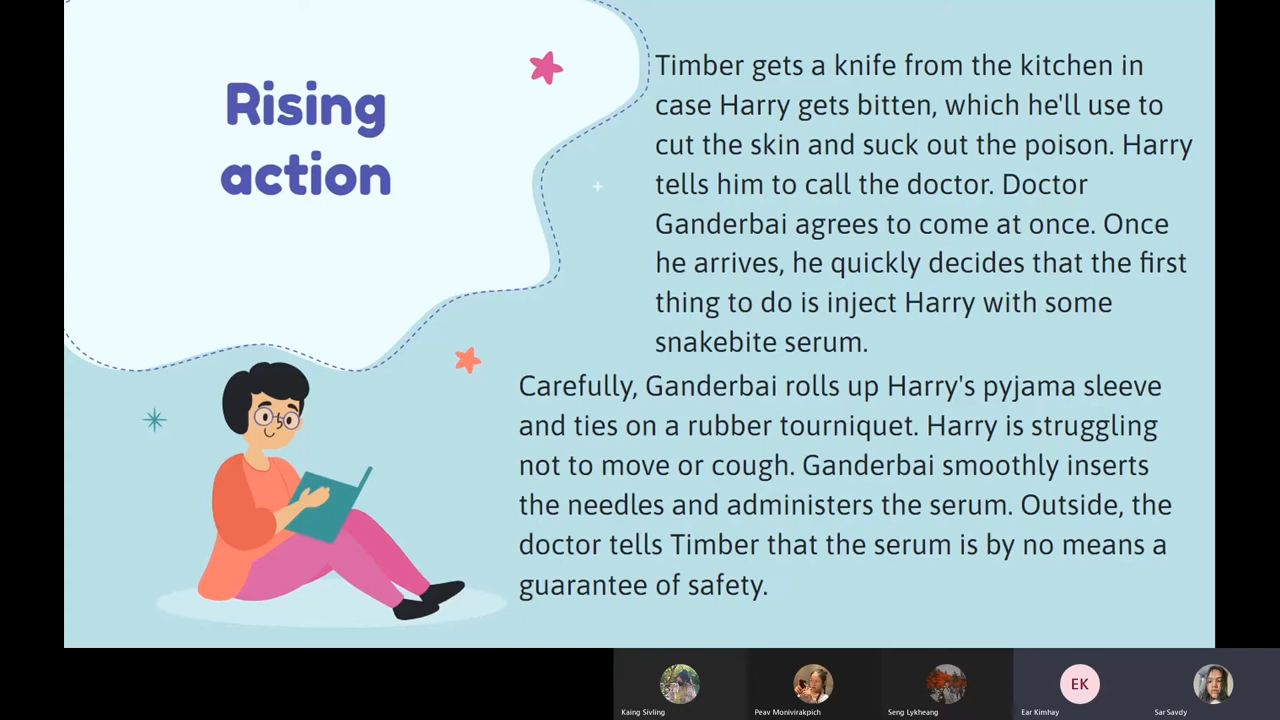 Rising
action
Timber gets a knife from the kitchen in
case Harry gets bitten, which he'll use to
cut the skin and suck out the poison. Harry
tells him to call the doctor. Doctor
Ganderbai agrees to come at once. Once
he arrives, he quickly decides that the first
thing to do is inject Harry with some
snakebite serum.
Carefully, Ganderbai rolls up Harry's pyjama sleeve
and ties on a rubber tourniquet. Harry is struggling
not to move or cough. Ganderbai smoothly inserts
the needles and administers the serum. Outside, the
doctor tells Timber that the serum is by no means a
guarantee of safety.
EK
Kaing Sivling
Peav Monivirakpich
Seng Lykheang
Ear Kimhay
Sar Savdy